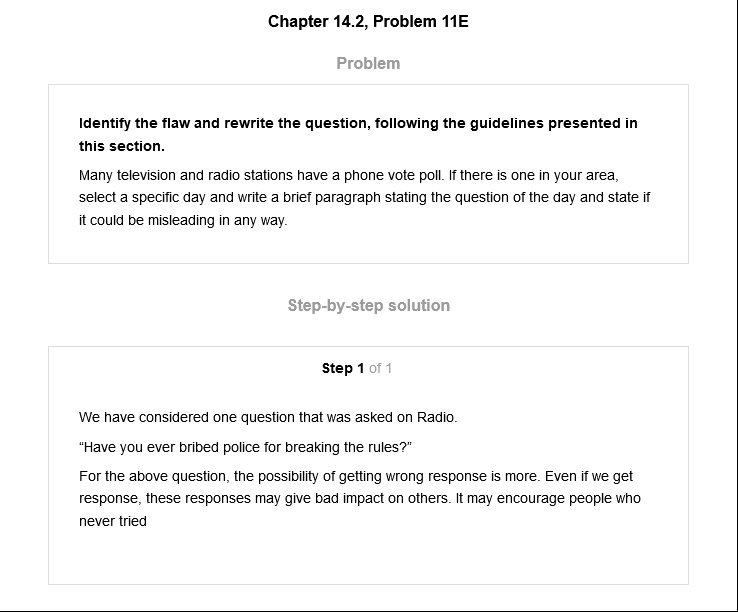 Chapter 14.2, Problem 11E
Problem
Identify the flaw and rewrite the question, following the guidelines presented in
this section.
Many television and radio stations have a phone vote poll. If there is one in your area,
select a specific day and write a brief paragraph stating the question of the day and state if
it could be misleading in any way.
Step-by-step solution
Step 1 of 1
We have considered one question that was asked on Radio.
“Have you ever bribed police for breaking the rules?”
For the above question, the possibility of getting wrong response is more. Even if we get
response, these responses may give bad impact on others. It may encourage people who
never tried